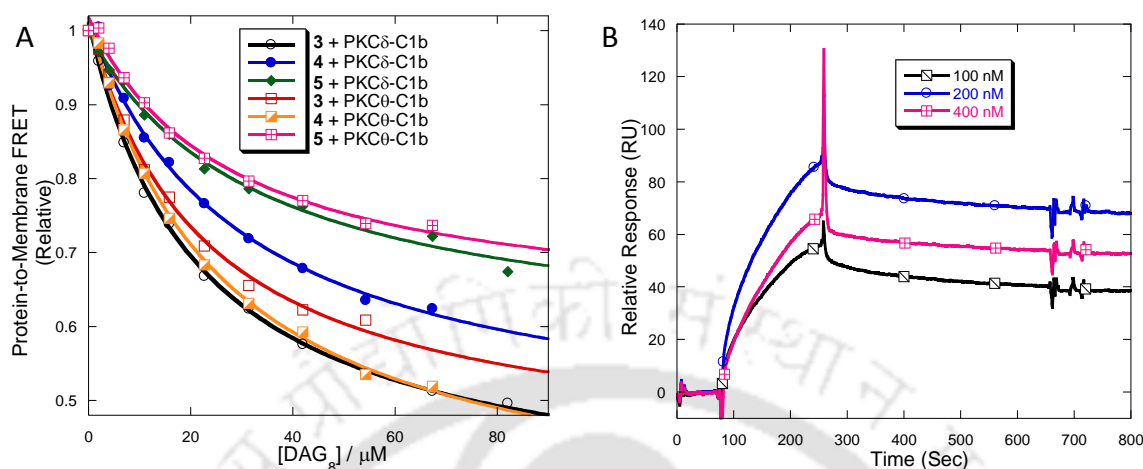 A
3 + PKCδ-C1b
4 + PKCδ-C1b
5 + PKCδ-C1b
3 + PKCθ-C1b
4 + PKCθ-C1b
5 + PKCθ-C1b
Protein-to-Membrane FRET
(Relative)
1
0.9
0.8
0.7
0.6
0.5
0 20 40 60 80
[DAG₈] / μM
B
100 nM
200 nM
400 nM
Relative Response (RU)
140
120
100
80
60
40
20
0
0 100 200 300 400 500 600 700 800
Time (Sec)